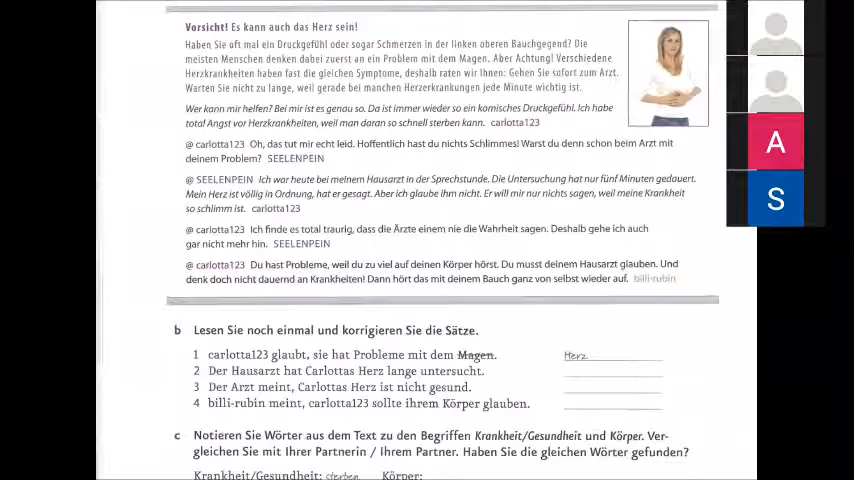 Vorsicht! Es kann auch das Herz sein!
Haben Sie oft mal ein Druckgefühl oder sogar Schmerzen in der linken oberen Bauchgegend? Die
meisten Menschen denken dabei zuerst an ein Problem mit dem Magen. Aber Achtung! Verschiedene
Herzkrankheiten haben fast die gleichen Symptome, deshalb raten wir Ihnen: Gehen Sie sofort zum Arzt.
Warten Sie nicht zu lange, weil gerade bei manchen Herzerkrankungen jede Minute wichtig ist.
Wer kann mir helfen? Bei mir ist es genau so. Da ist immer wieder so ein komisches Druckgefühl. Ich habe
total Angst vor Herzkrankheiten, weil man daran so schnell sterben kann. carlotta123
@ carlotta123 Oh, das tut mir echt leid. Hoffentlich hast du nichts Schlimmes! Warst du denn schon beim Arzt mit
deinem Problem? SEELENPEIN
@ SEELENPEIN Ich war heute bei meinem Hausarzt in der Sprechstunde. Die Untersuchung hat nur fünf Minuten gedauert.
Mein Herz ist völlig in Ordnung, hat er gesagt. Aber ich glaube ihm nicht. Er will mir nur nichts sagen, weil meine Krankheit
so schlimm ist. carlotta123
@ carlotta123 Ich finde es total traurig, dass die Ärzte einem nie die Wahrheit sagen. Deshalb gehe ich auch
gar nicht mehr hin. SEELENPEIN
@ carlotta123 Du hast Probleme, weil du zu viel auf deinen Körper hörst. Du musst deinem Hausarzt glauben. Und
denk doch nicht dauernd an Krankheiten! Dann hört das mit deinem Bauch ganz von selbst wieder auf. billi-rubin
b Lesen Sie noch einmal und korrigieren Sie die Sätze.
1 carlotta123 glaubt, sie hat Probleme mit dem Magen. Herz
2 Der Hausarzt hat Carlottas Herz lange untersucht.
3 Der Arzt meint, Carlottas Herz ist nicht gesund.
4 billi-rubin meint, carlotta123 sollte ihrem Körper glauben.
c Notieren Sie Wörter aus dem Text zu den Begriffen Krankheit/Gesundheit und Körper. Ver-
gleichen Sie mit Ihrer Partnerin / Ihrem Partner. Haben Sie die gleichen Wörter gefunden?
Krankheit/Gesundheit: sterben Körper:
A
S